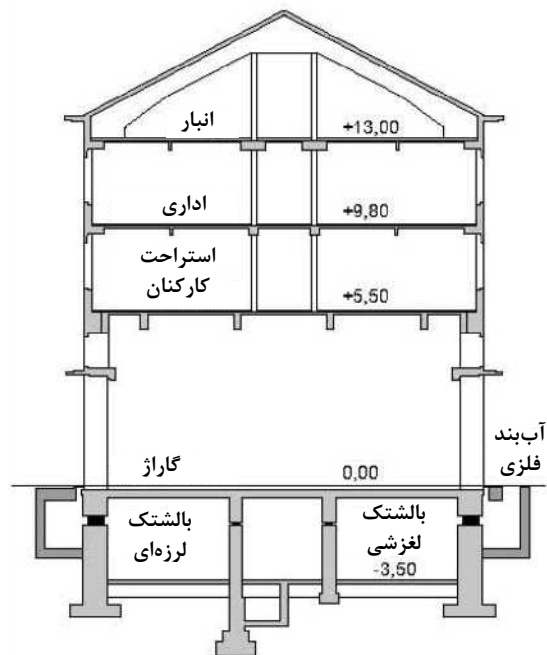 انبار
+13,00
اداری
+9,80
استراحت
کارکنان
+5,50
آب‌بند
فلزی
گاراژ
0,00
بالشتک
لرزه‌ای
بالشتک
لغزشی
-3,50